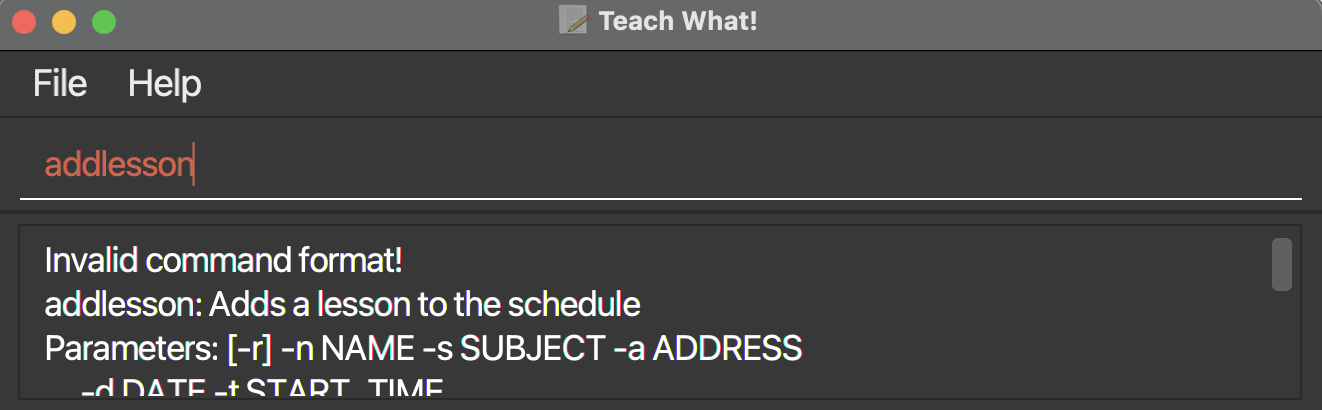 Teach What!
File Help
addlesson
Invalid command format!
addlesson: Adds a lesson to the schedule
Parameters: [-r] -n NAME -s SUBJECT -a ADDRESS
-d DATE -t START_TIME